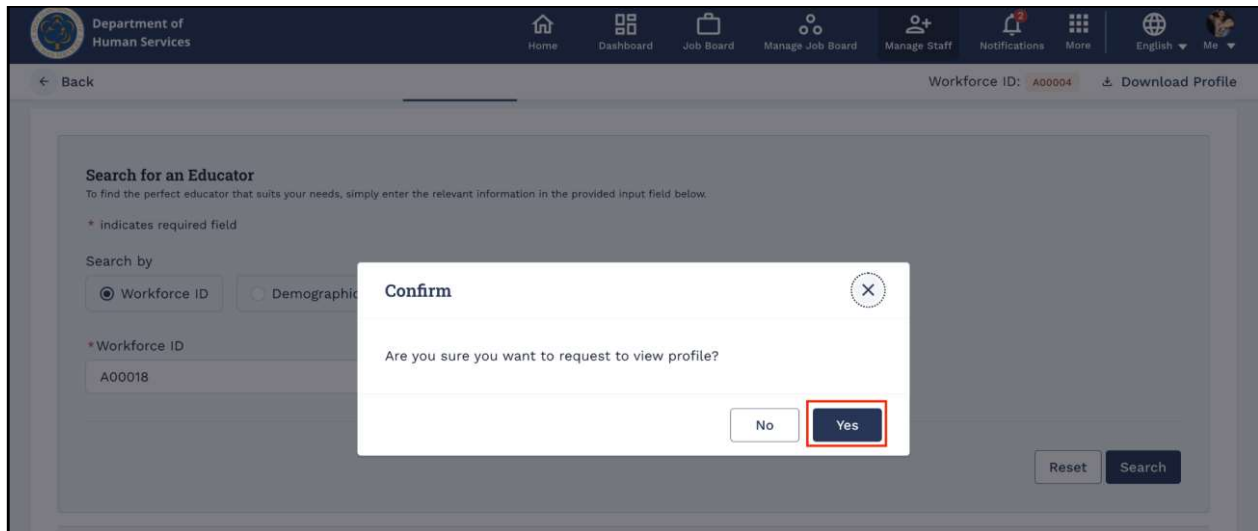 Department of
Human Services
Home
Dashboard
Job Board
Manage Job Board
Manage Staff
2
Notifications
More
English
Me
Back
Workforce ID: A00004
Download Profile
Search for an Educator
To find the perfect educator that suits your needs, simply enter the relevant information in the provided input field below.
* indicates required field
Search by
Workforce ID
Demographic
Confirm
Are you sure you want to request to view profile?
*Workforce ID
A00018
No
Yes
Reset
Search